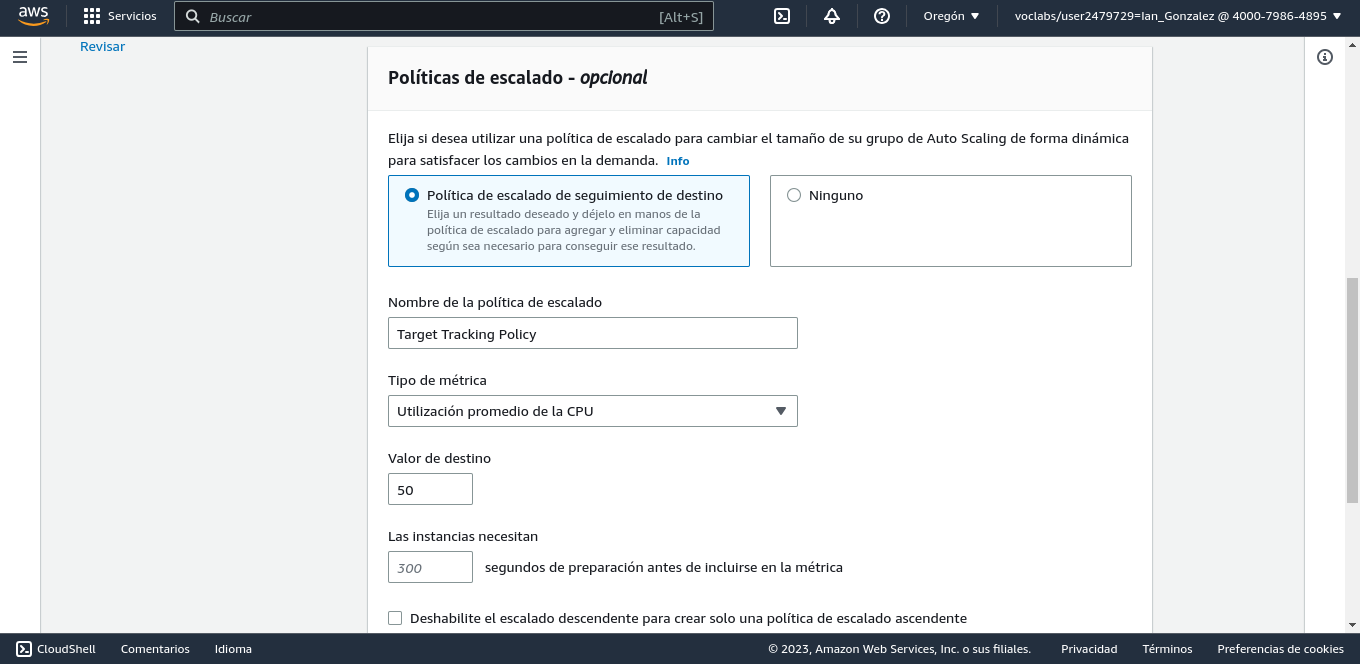 aws
Servicios
Buscar
[Alt+S]
Oregón
voclabs/user2479729=Ian_Gonzalez @ 4000-7986-4895
Revisar
Políticas de escalado - opcional
Elija si desea utilizar una política de escalado para cambiar el tamaño de su grupo de Auto Scaling de forma dinámica
para satisfacer los cambios en la demanda. Info
Política de escalado de seguimiento de destino
Elija un resultado deseado y déjelo en manos de la
política de escalado para agregar y eliminar capacidad
según sea necesario para conseguir ese resultado.
Ninguno
Nombre de la política de escalado
Target Tracking Policy
Tipo de métrica
Utilización promedio de la CPU
Valor de destino
50
Las instancias necesitan
300 segundos de preparación antes de incluirse en la métrica
Deshabilite el escalado descendente para crear solo una política de escalado ascendente
CloudShell
Comentarios
Idioma
© 2023, Amazon Web Services, Inc. o sus filiales.
Privacidad
Términos
Preferencias de cookies